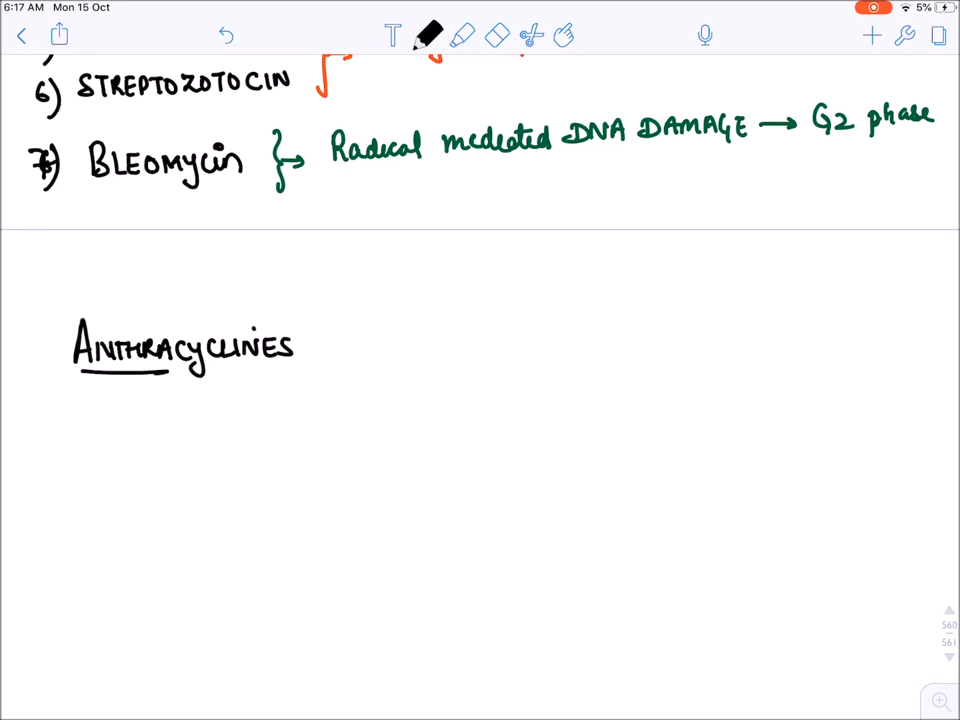 6:17 AM Mon 15 Oct 5%
T
6) STREPTOZOTOCIN
7) BLEOMYCin Radical mediated DNA DAMAGE → G2 phase
ANTHRACYCLINES
560
561